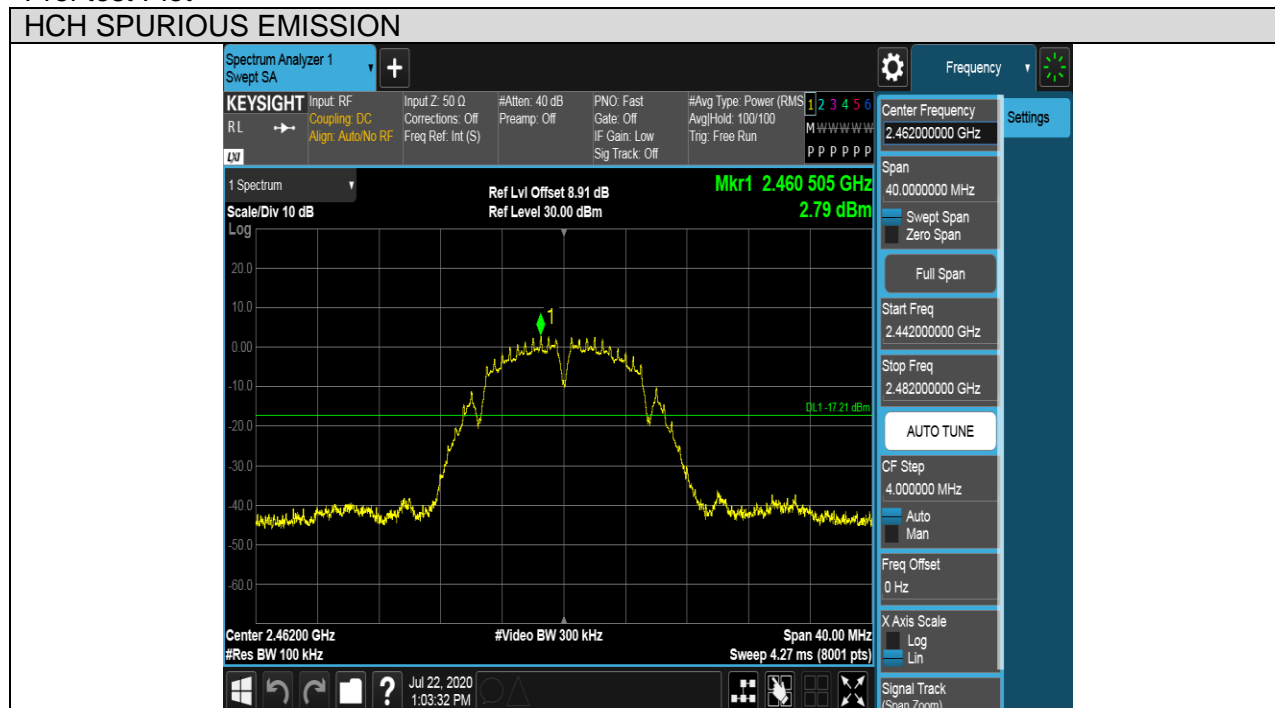 HCH SPURIOUS EMISSION
Spectrum Analyzer 1
Swept SA
Frequency
KEYSIGHT
RL
LXI
Input: RF
Coupling: DC
Align: Auto/No RF
Input Z: 50 Ω
Corrections: Off
Freq Ref: Int (S)
#Atten: 40 dB
Preamp: Off
PNO: Fast
Gate: Off
IF Gain: Low
Sig Track: Off
#Avg Type: Power (RMS
Avg|Hold: 100/100
Trig: Free Run
1 2 3 4 5 6
M W W W W W
P P P P P P
1 Spectrum
Scale/Div 10 dB
Ref Lvl Offset 8.91 dB
Ref Level 30.00 dBm
Mkr1 2.460 505 GHz
2.79 dBm
Log
20.0
10.0
0.00
-10.0
-20.0
-30.0
-40.0
-50.0
-60.0
1
DL1 -17.21 dBm
Center 2.46200 GHz
#Res BW 100 kHz
#Video BW 300 kHz
Span 40.00 MHz
Sweep 4.27 ms (8001 pts)
Center Frequency
2.462000000 GHz
Settings
Span
40.0000000 MHz
Swept Span
Zero Span
Full Span
Start Freq
2.442000000 GHz
Stop Freq
2.482000000 GHz
AUTO TUNE
CF Step
4.000000 MHz
Auto
Man
Freq Offset
0 Hz
X Axis Scale
Log
Lin
Signal Track
(Span Zoom)
?
Jul 22, 2020
1:03:32 PM